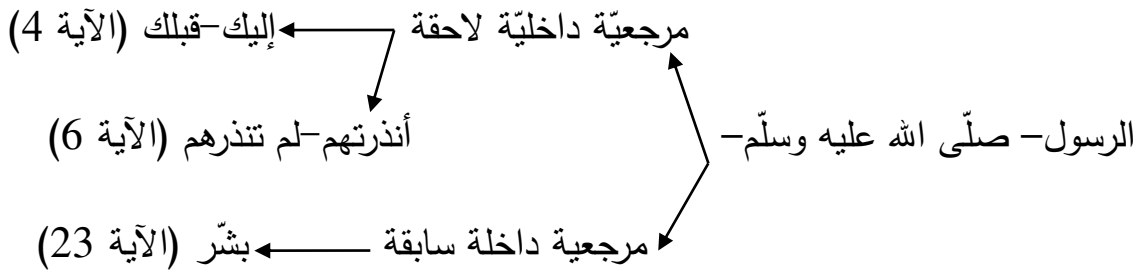 مرجعيّة داخليّة لاحقة إليك–قبلك (الآية 4)
الرسول– صلّى الله عليه وسلّم– أنذرتهم–لم تنذرهم (الآية 6)
مرجعية داخلة سابقة بشّر (الآية 23)